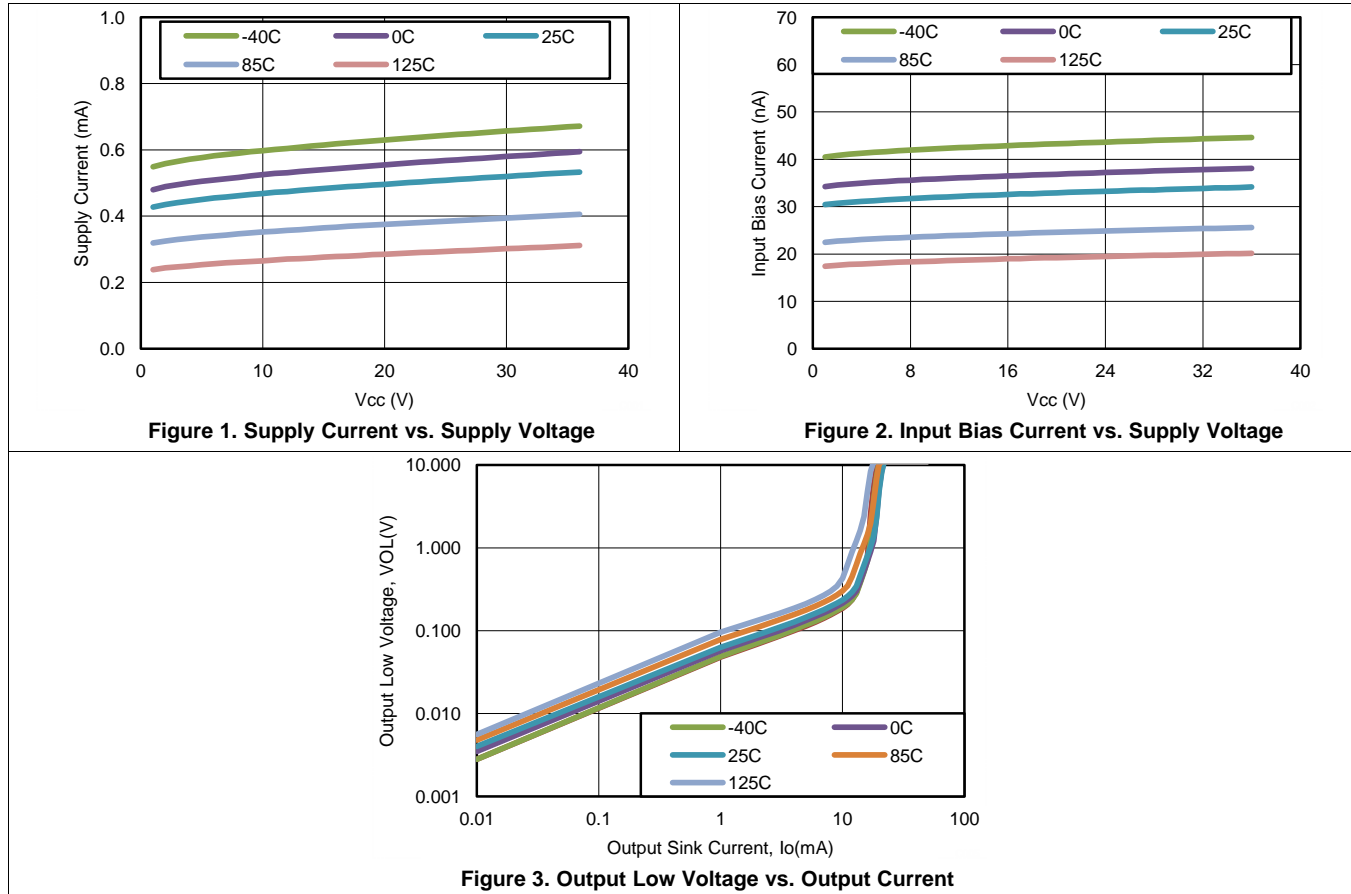 1.0
0.8
0.6
0.4
0.2
0.0
Supply Current (mA)
-40C 0C 25C
85C 125C
0 10 20 30 40
Vcc (V)
Figure 1. Supply Current vs. Supply Voltage
70
60
50
40
30
20
10
0
Input Bias Current (nA)
-40C 0C 25C
85C 125C
0 8 16 24 32 40
Vcc (V)
Figure 2. Input Bias Current vs. Supply Voltage
10.000
1.000
0.100
0.010
0.001
Output Low Voltage, VOL(V)
-40C 0C
25C 85C
125C
0.01 0.1 1 10 100
Output Sink Current, Io(mA)
Figure 3. Output Low Voltage vs. Output Current